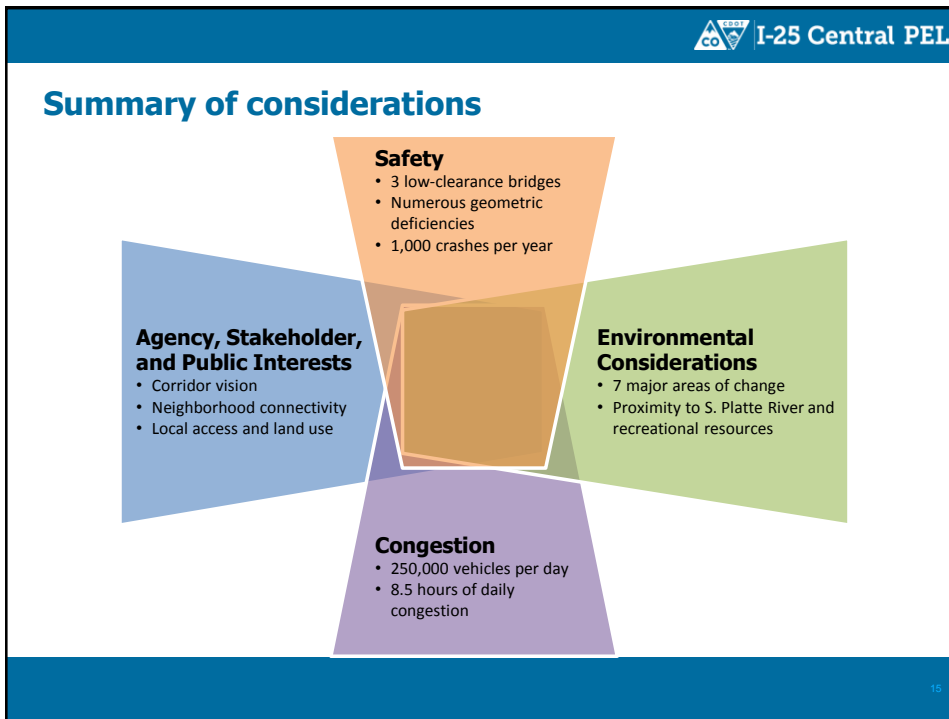 CDOT
CO
I-25 Central PEL
Summary of considerations
Safety
• 3 low-clearance bridges
• Numerous geometric
deficiencies
• 1,000 crashes per year
Agency, Stakeholder,
and Public Interests
• Corridor vision
• Neighborhood connectivity
• Local access and land use
Environmental
Considerations
• 7 major areas of change
• Proximity to S. Platte River and
recreational resources
Congestion
• 250,000 vehicles per day
• 8.5 hours of daily
congestion
15